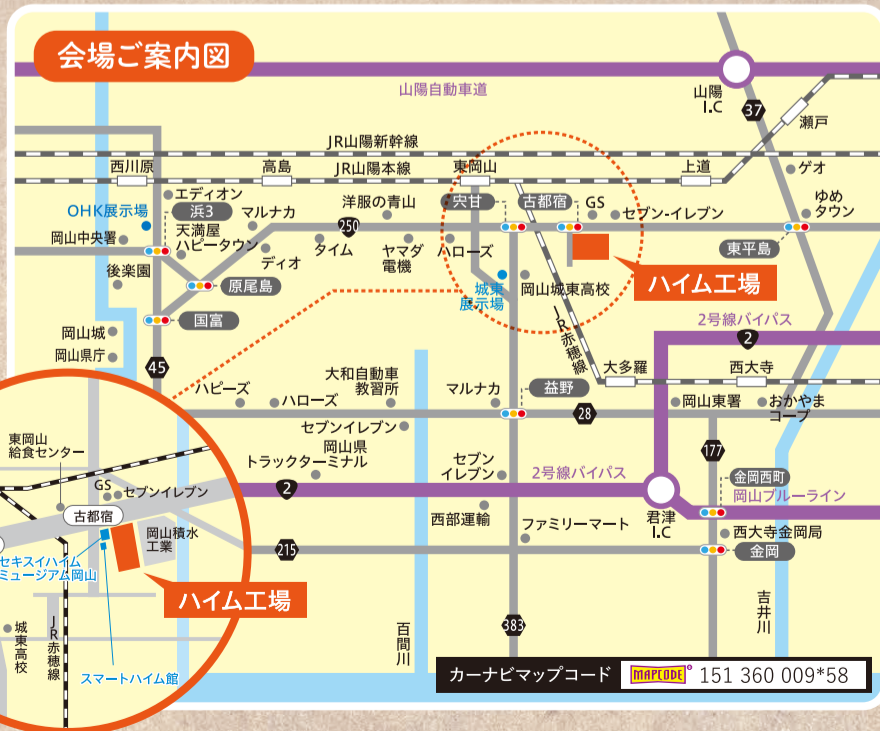 会場ご案内図
山陽自動車道
山陽
I.C
37
瀬戸
JR山陽新幹線
JR山陽本線
西川原
高島
東岡山
上道
ゲオ
エディオン
OHK展示場
浜3
マルナカ
洋服の青山
宍甘
古都宿
GS
セブン-イレブン
ゆめ
タウン
岡山中央署
天満屋
ハピータウン
250
タイム
ヤマダ
電機
ハローズ
東平島
後楽園
ディオ
原尾島
城東
展示場
岡山城東高校
ハイム工場
国富
岡山城
岡山県庁
JR赤穂線
2号線バイパス
2
45
大多羅
西大寺
ハピーズ
ハローズ
大和自動車
教習所
マルナカ
益野
28
岡山東署
おかやま
コープ
セブンイレブン
岡山県
トラックターミナル
セブン
イレブン
177
2
2号線バイパス
金岡西町
岡山ブルーライン
西部運輸
ファミリーマート
君津
I.C
西大寺金岡局
金岡
215
383
百間川
吉井川
東岡山
給食センター
GS
セブンイレブン
古都宿
岡山積水
工業
セキスイハイム
ミュージアム岡山
ハイム工場
城東高校
JR赤穂線
スマートハイム館
カーナビマップコード MAPCODE 151 360 009*58